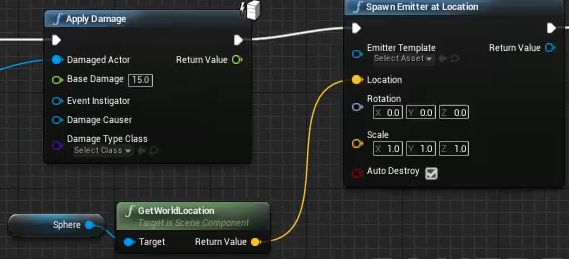 Apply Damage
Damaged Actor
Return Value
Base Damage 15.0
Event Instigator
Damage Causer
Damage Type Class
Select Class
Spawn Emitter at Location
Emitter Template
Select Asset
Return Value
Location
Rotation
X 0.0 Y 0.0 Z 0.0
Scale
X 1.0 Y 1.0 Z 1.0
Auto Destroy
Sphere
f GetWorldLocation
Target is Scene Component
Target
Return Value